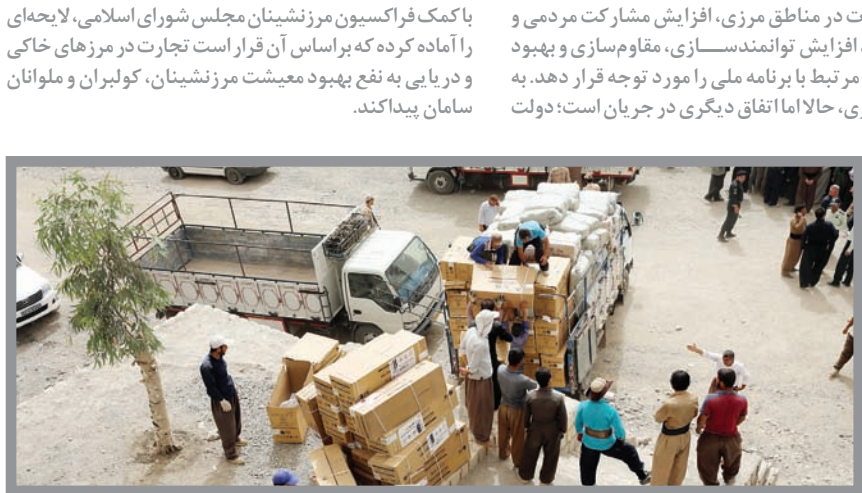 در مناطق مرزی، افزایش مشارکت مردمی و
افزایش توانمندســــازی، مقاوم‌سازی و بهبود
مرتبط با برنامه ملی را مورد توجه قرار دهد. به
حالا اما اتفاق دیگری در جریان است؛ دولت
با کمک فراکسیون مرزنشینان مجلس شورای اسلامی، لایحه‌ای
را آماده کرده که براساس آن قرار است تجارت در مرزهای خاکی
و دریایی به نفع بهبود معیشت مرزنشینان، کولبران و ملوانان
سامان پیدا کند.